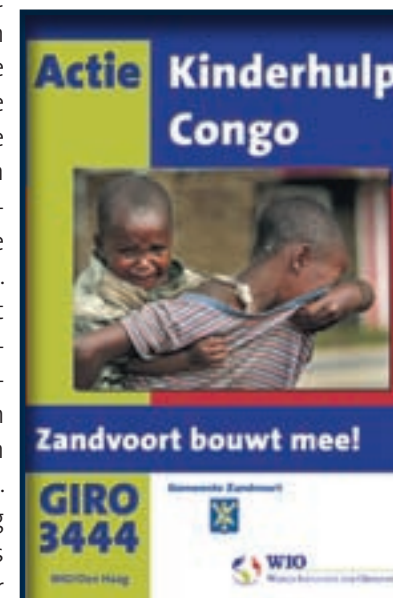 Actie Kinderhulp
Congo
Zandvoort bouwt mee!
GIRO
3444
WIO/Den Haag
Gemeente Zandvoort
WIO